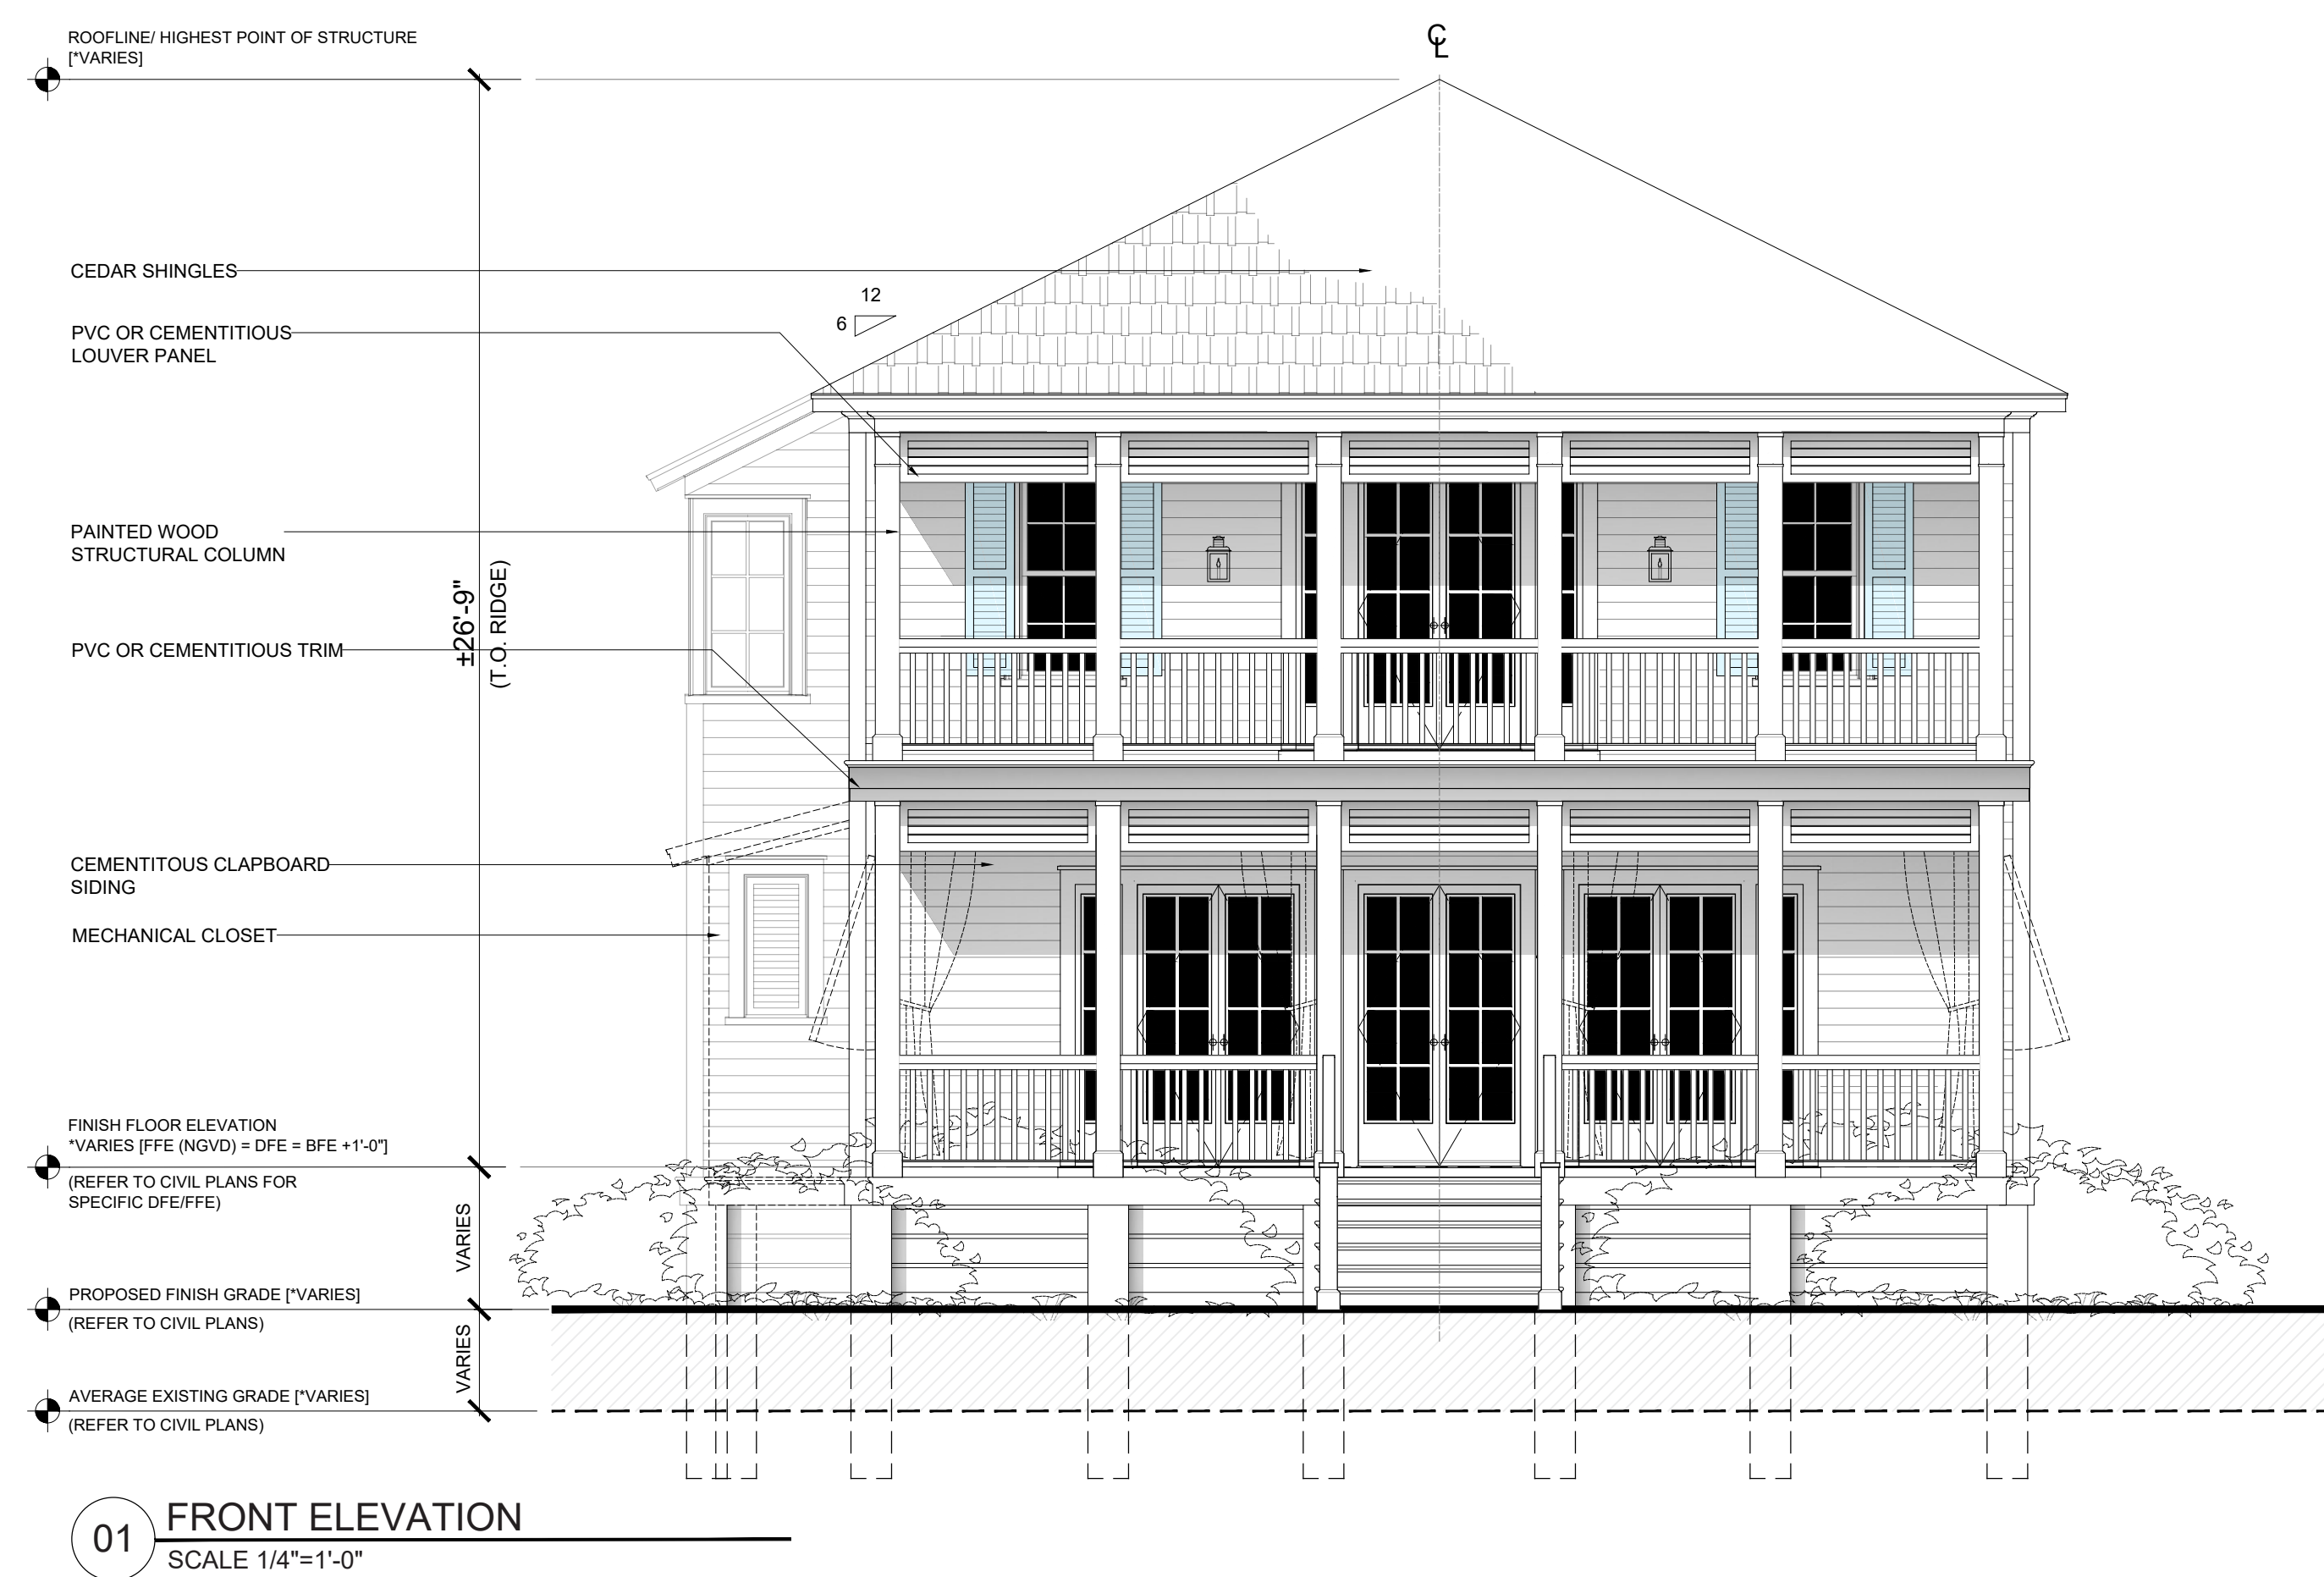 ℄
ROOFLINE/ HIGHEST POINT OF STRUCTURE
[*VARIES]
CEDAR SHINGLES
12
6
PVC OR CEMENTITIOUS
LOUVER PANEL
PAINTED WOOD
STRUCTURAL COLUMN
±26'-9"
(T.O. RIDGE)
PVC OR CEMENTITIOUS TRIM
CEMENTITOUS CLAPBOARD
SIDING
MECHANICAL CLOSET
FINISH FLOOR ELEVATION
*VARIES [FFE (NGVD) = DFE = BFE +1'-0"]
(REFER TO CIVIL PLANS FOR
SPECIFIC DFE/FFE)
VARIES
PROPOSED FINISH GRADE [*VARIES]
(REFER TO CIVIL PLANS)
VARIES
AVERAGE EXISTING GRADE [*VARIES]
(REFER TO CIVIL PLANS)
01
FRONT ELEVATION
SCALE 1/4"=1'-0"